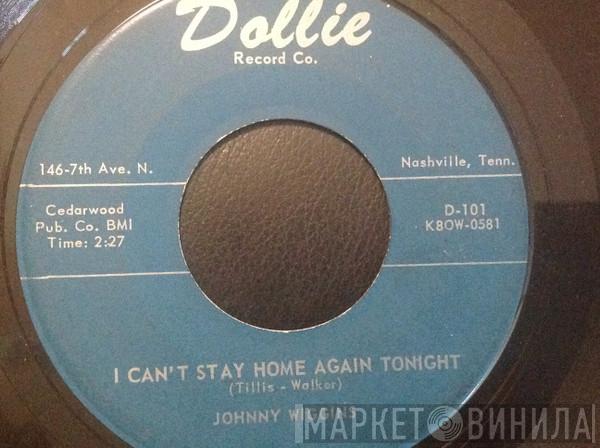 Dollie
Record Co.
146-7th Ave. N.
Nashville, Tenn.
Cedarwood
Pub. Co. BMI
Time: 2:27
D-101
K8OW-0581
I CAN'T STAY HOME AGAIN TONIGHT
(Tillis - Walker)
JOHNNY WIGGINS
МАРКЕТ ВИНИЛА